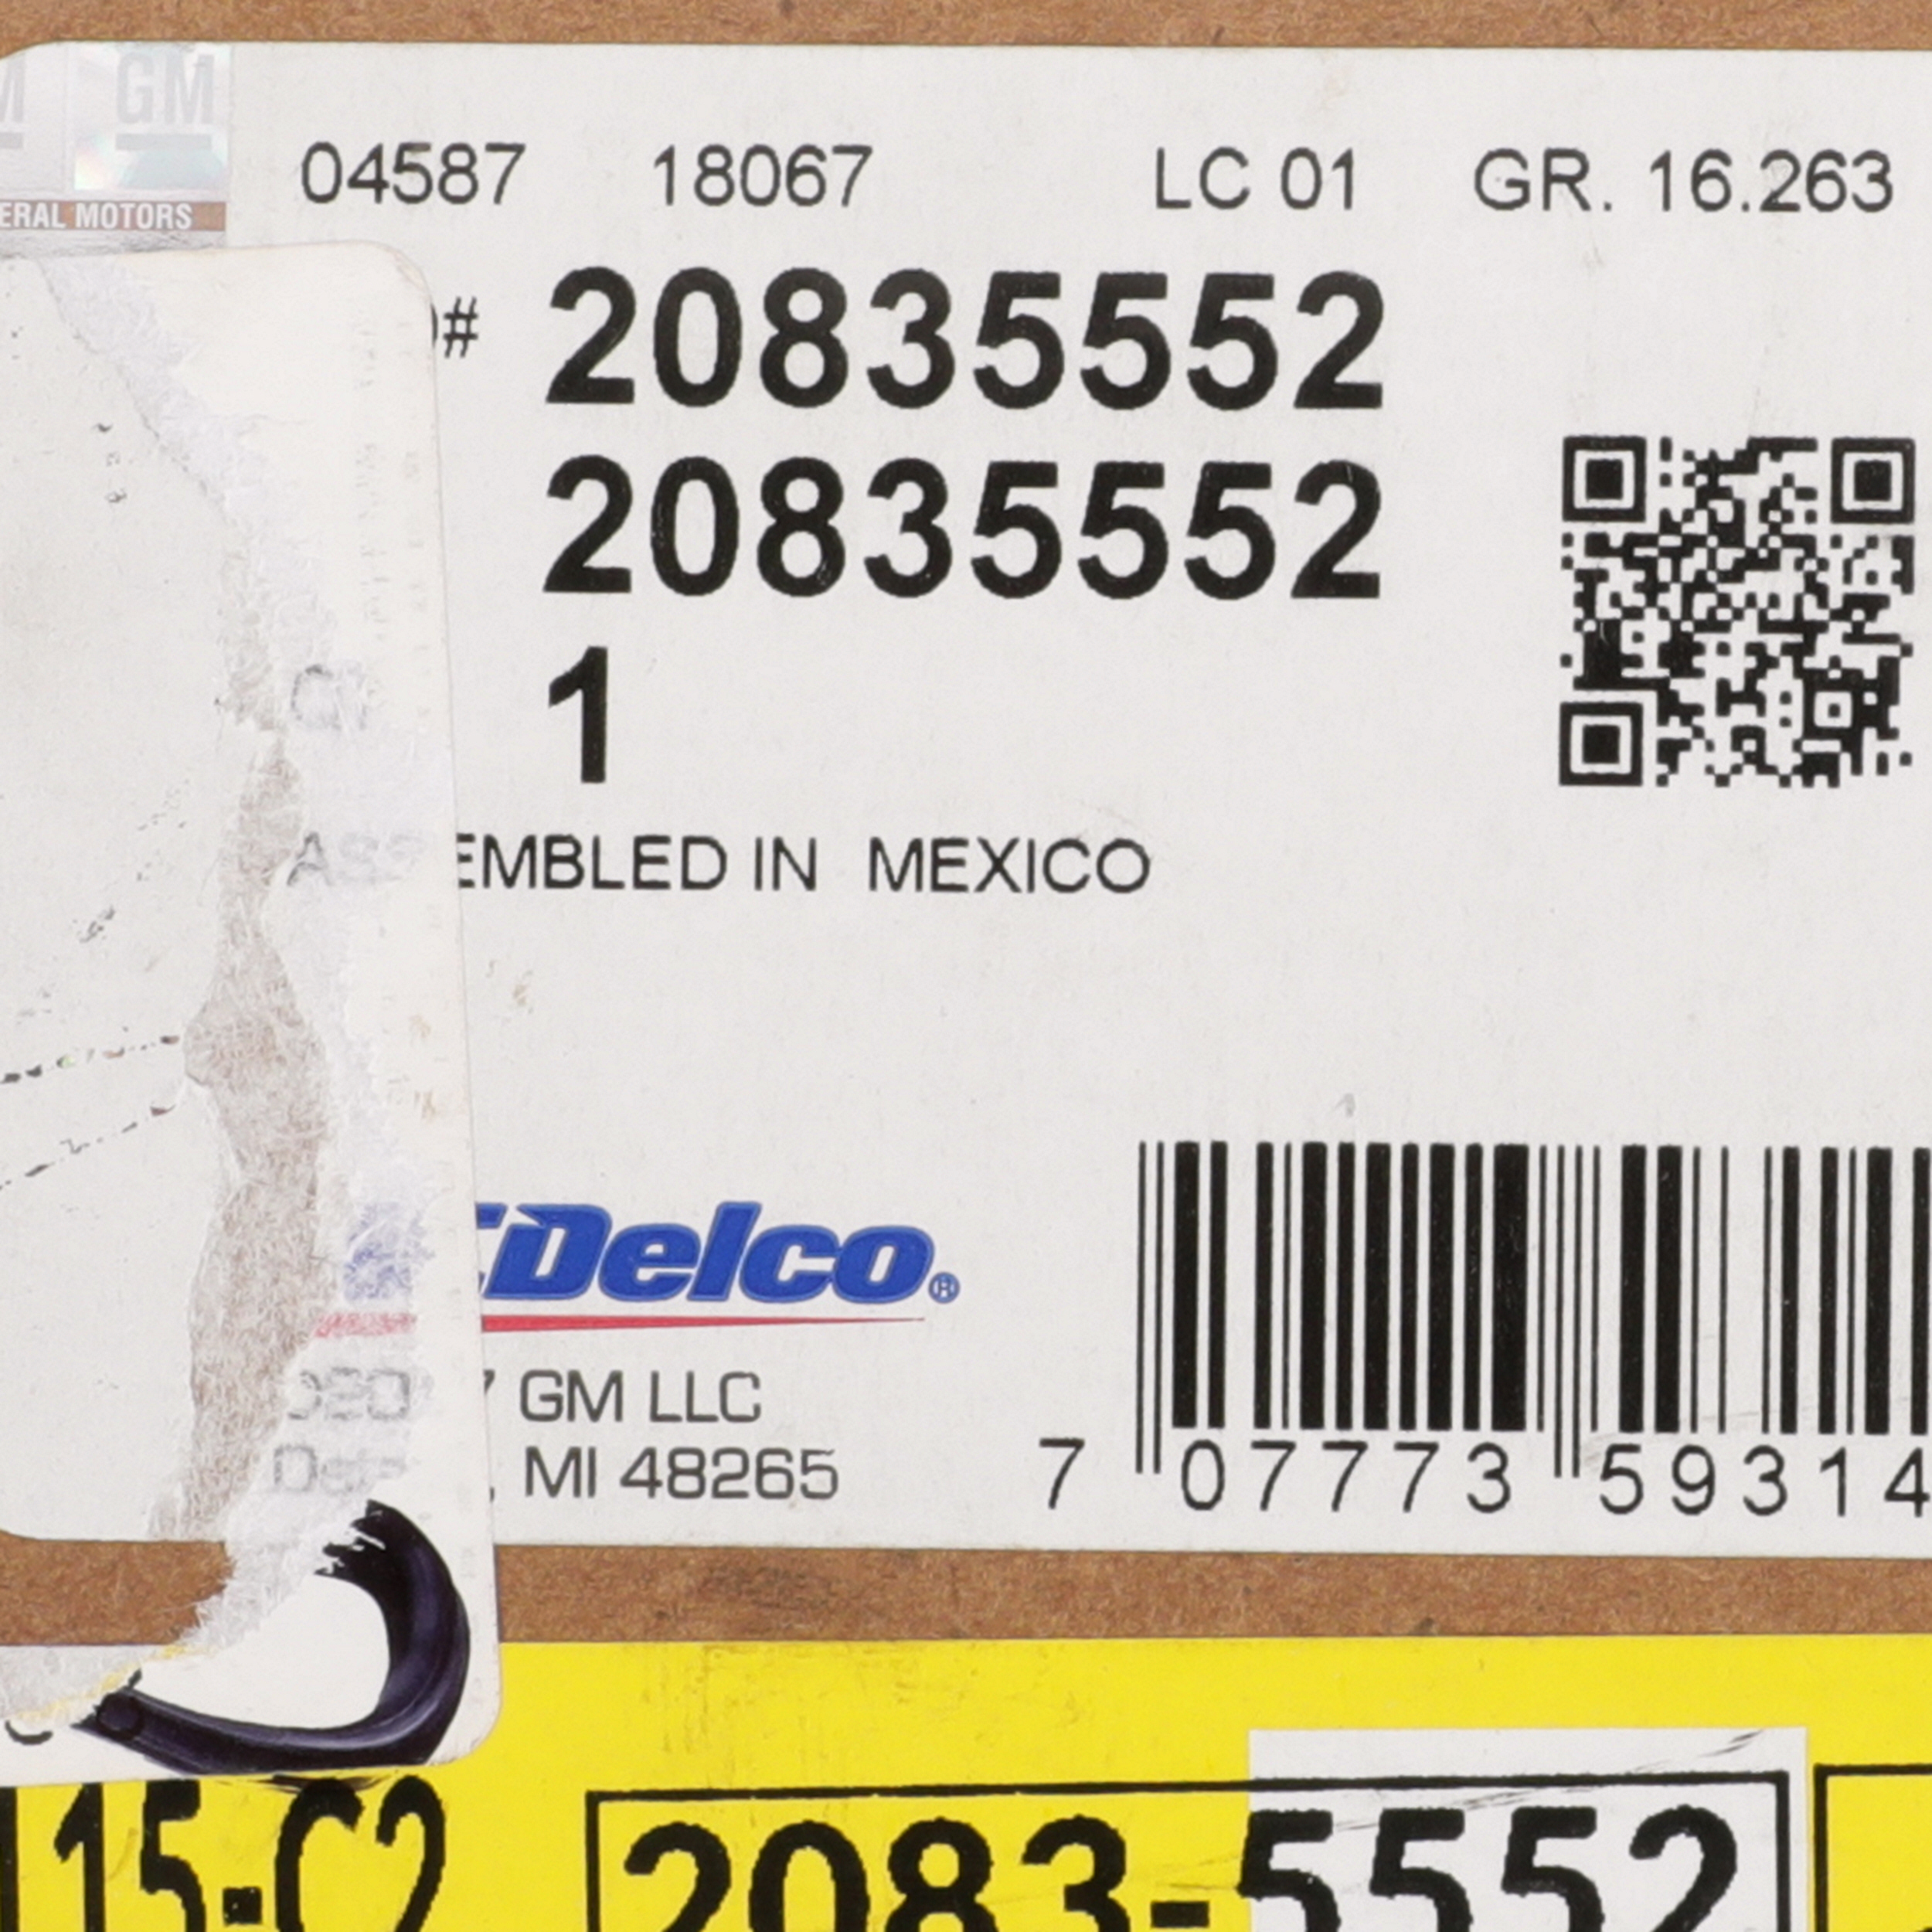 GM
ERAL MOTORS
04587 18067 LC 01 GR. 16.263
# 20835552
20835552
1
ASSEMBLED IN MEXICO
Delco®
GM LLC
, MI 48265
7 07773 59314
15-C2 2083-5552